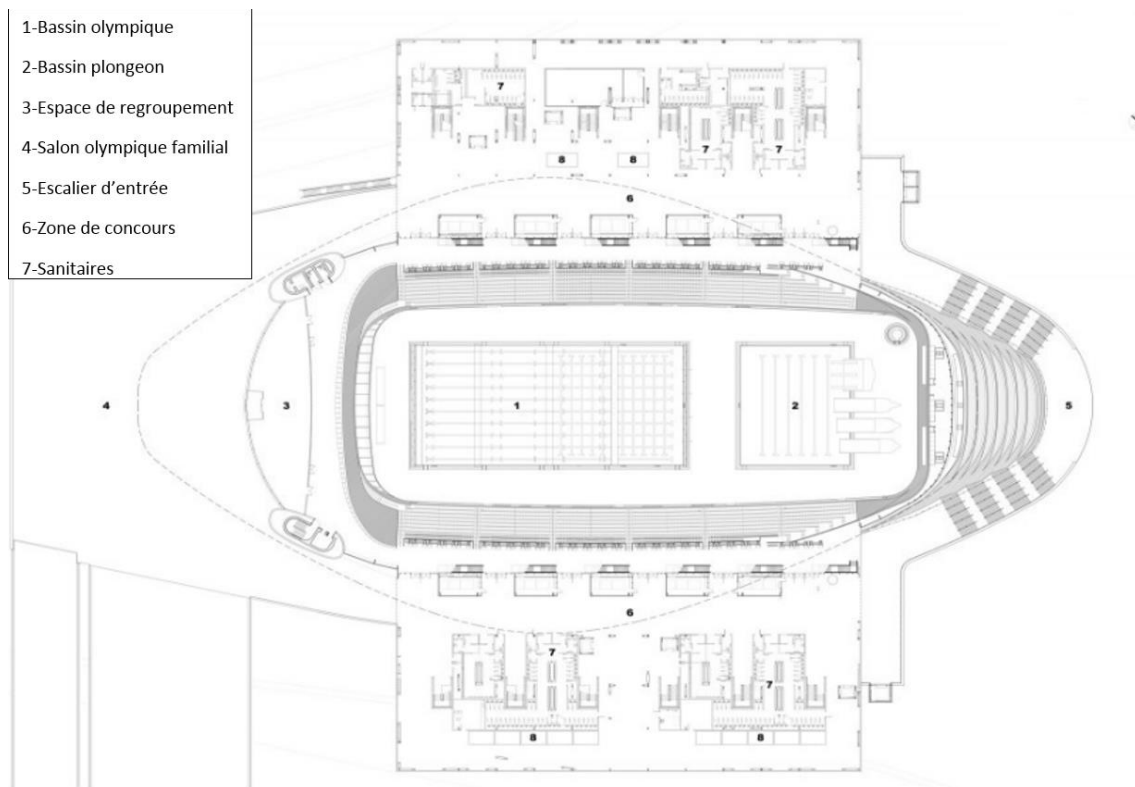 1-Bassin olympique
2-Bassin plongeon
3-Espace de regroupement
4-Salon olympique familial
5-Escalier d’entrée
6-Zone de concours
7-Sanitaires
7
7
7
8
8
6
4
3
1
2
5
6
7
7
8
8